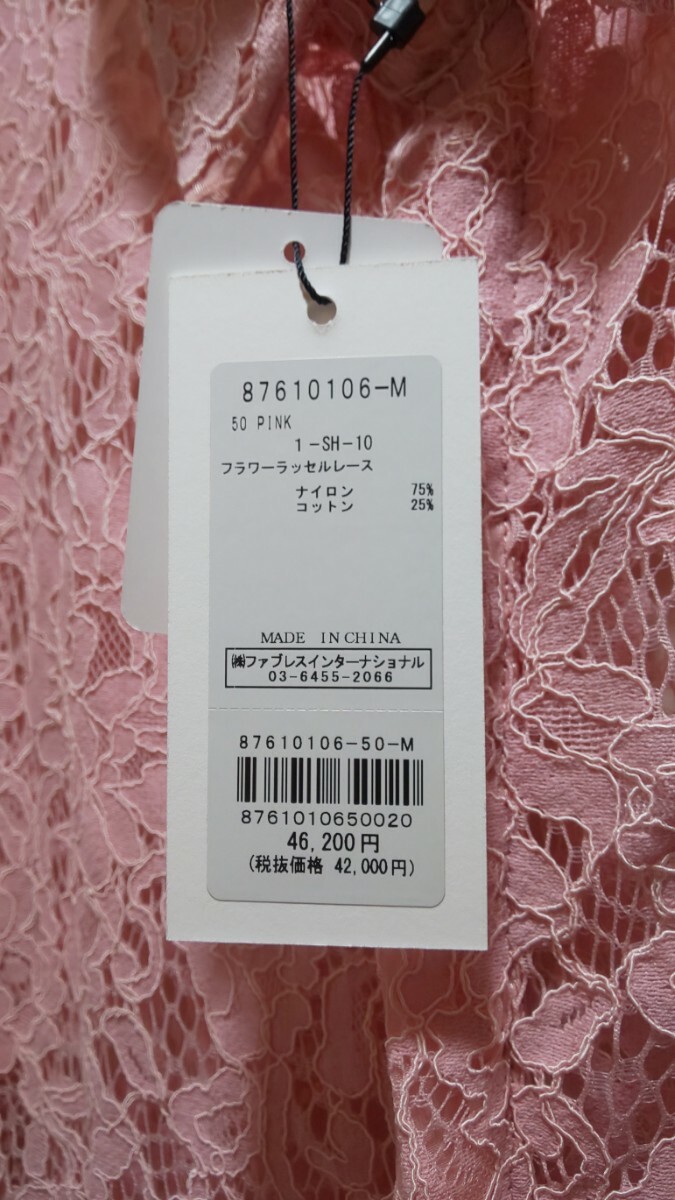 87610106-M
50 PINK
1-SH-10
フラワーラッセルレース
ナイロン 75%
コットン 25%
MADE IN CHINA
㈱ファブレスインターナショナル
03-6455-2066
87610106-50-M
8761010650020
46,200円
(税抜価格 42,000円)